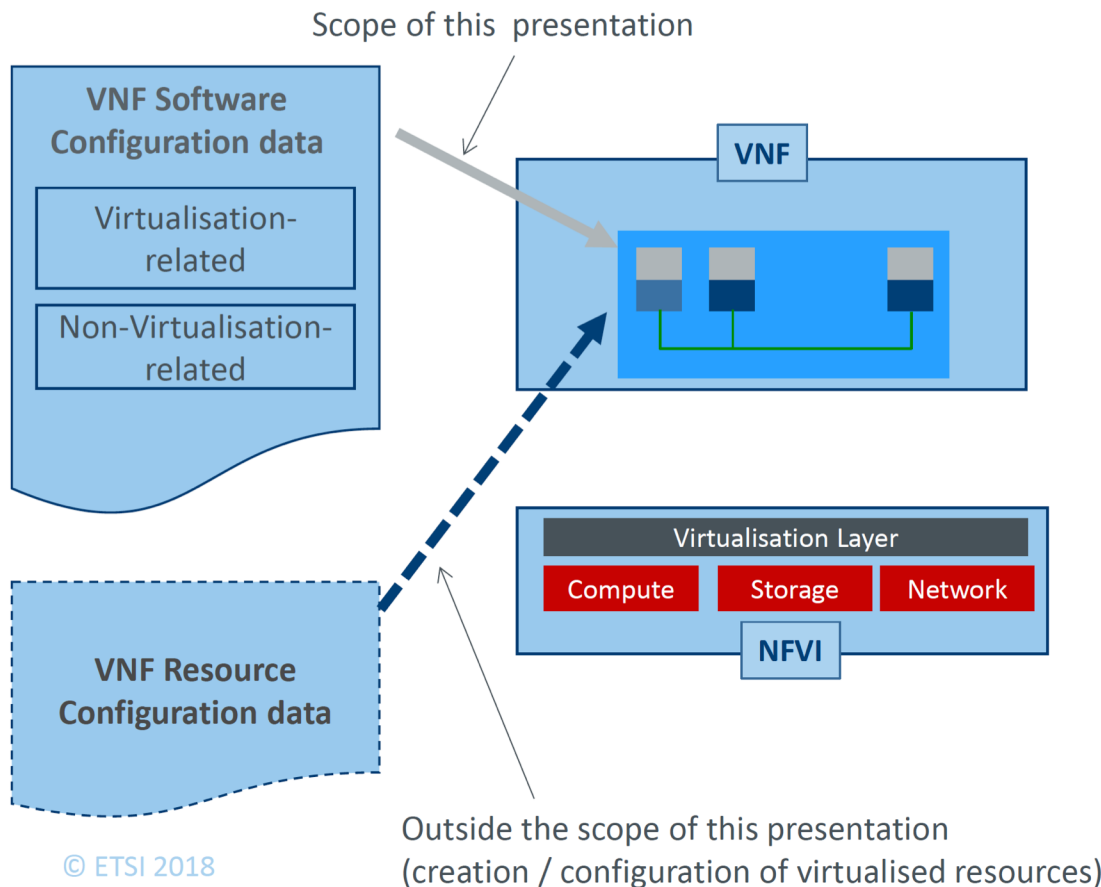 Scope of this presentation
VNF Software
Configuration data
Virtualisation-
related
Non-Virtualisation-
related
VNF
Virtualisation Layer
Compute
Storage
Network
NFVI
VNF Resource
Configuration data
Outside the scope of this presentation
(creation / configuration of virtualised resources)
© ETSI 2018